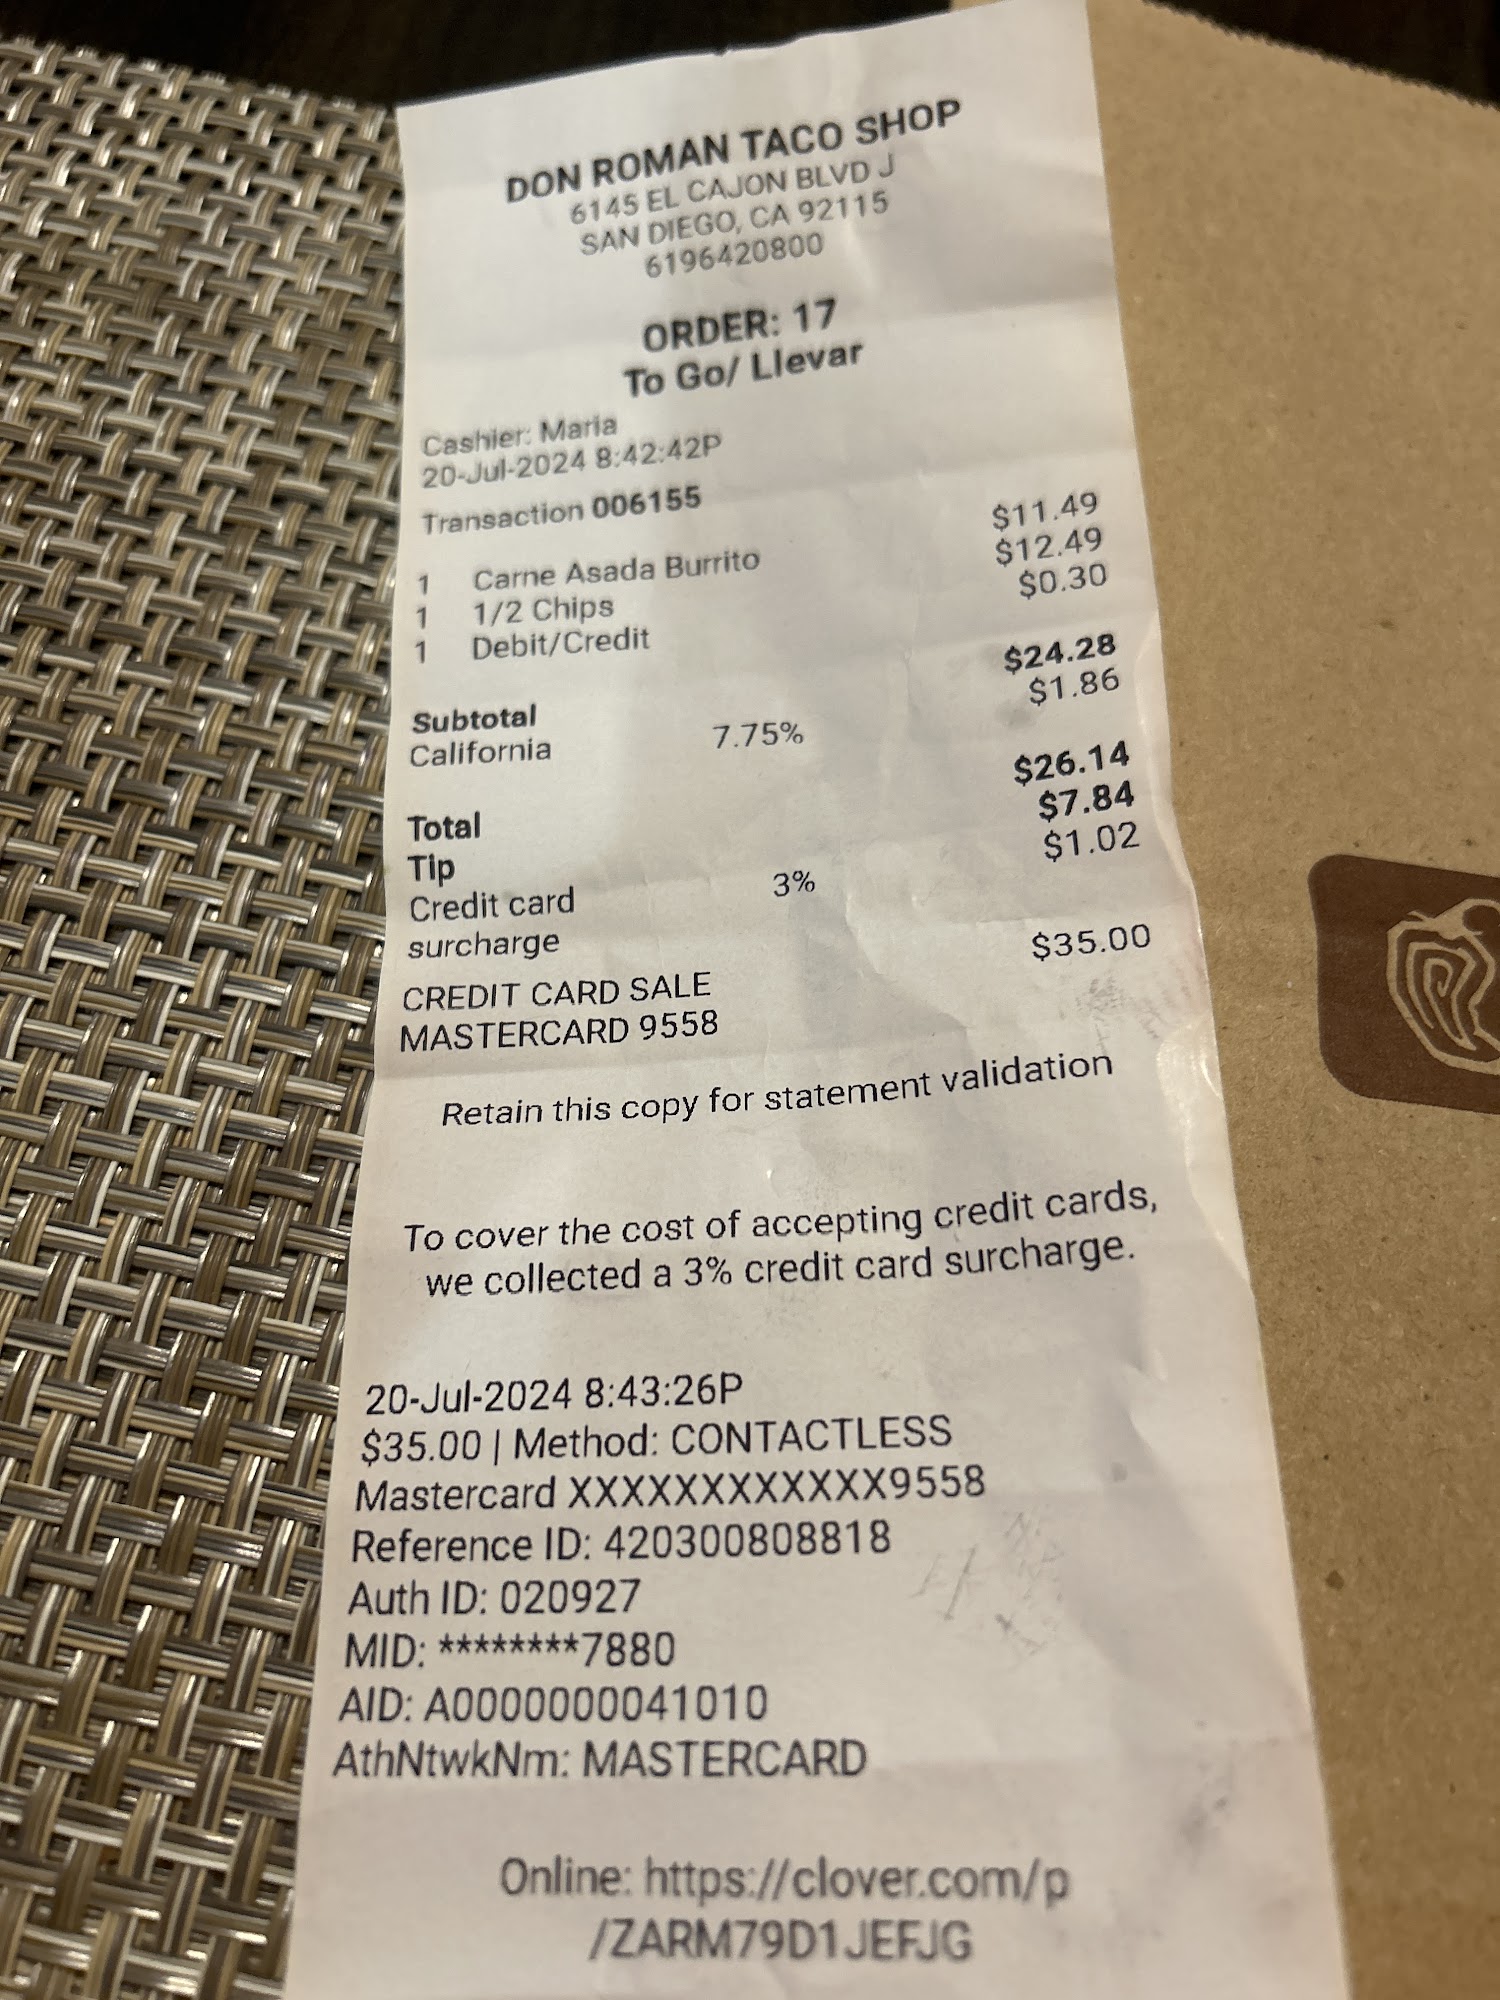 DON ROMAN TACO SHOP
6145 EL CAJON BLVD J
SAN DIEGO, CA 92115
6196420800
ORDER: 17
To Go/ Llevar
Cashier: Maria
20-Jul-2024 8:42:42P
Transaction 006155
1 Carne Asada Burrito $11.49
1 1/2 Chips $12.49
1 Debit/Credit $0.30
Subtotal $24.28
California 7.75% $1.86
Total $26.14
Tip $7.84
Credit card 3% $1.02
surcharge
CREDIT CARD SALE $35.00
MASTERCARD 9558
Retain this copy for statement validation
To cover the cost of accepting credit cards,
we collected a 3% credit card surcharge.
20-Jul-2024 8:43:26P
$35.00 | Method: CONTACTLESS
Mastercard XXXXXXXXXXXX9558
Reference ID: 420300808818
Auth ID: 020927
MID: ********7880
AID: A0000000041010
AthNtwkNm: MASTERCARD
Online: https://clover.com/p
/ZARM79D1JEFJG